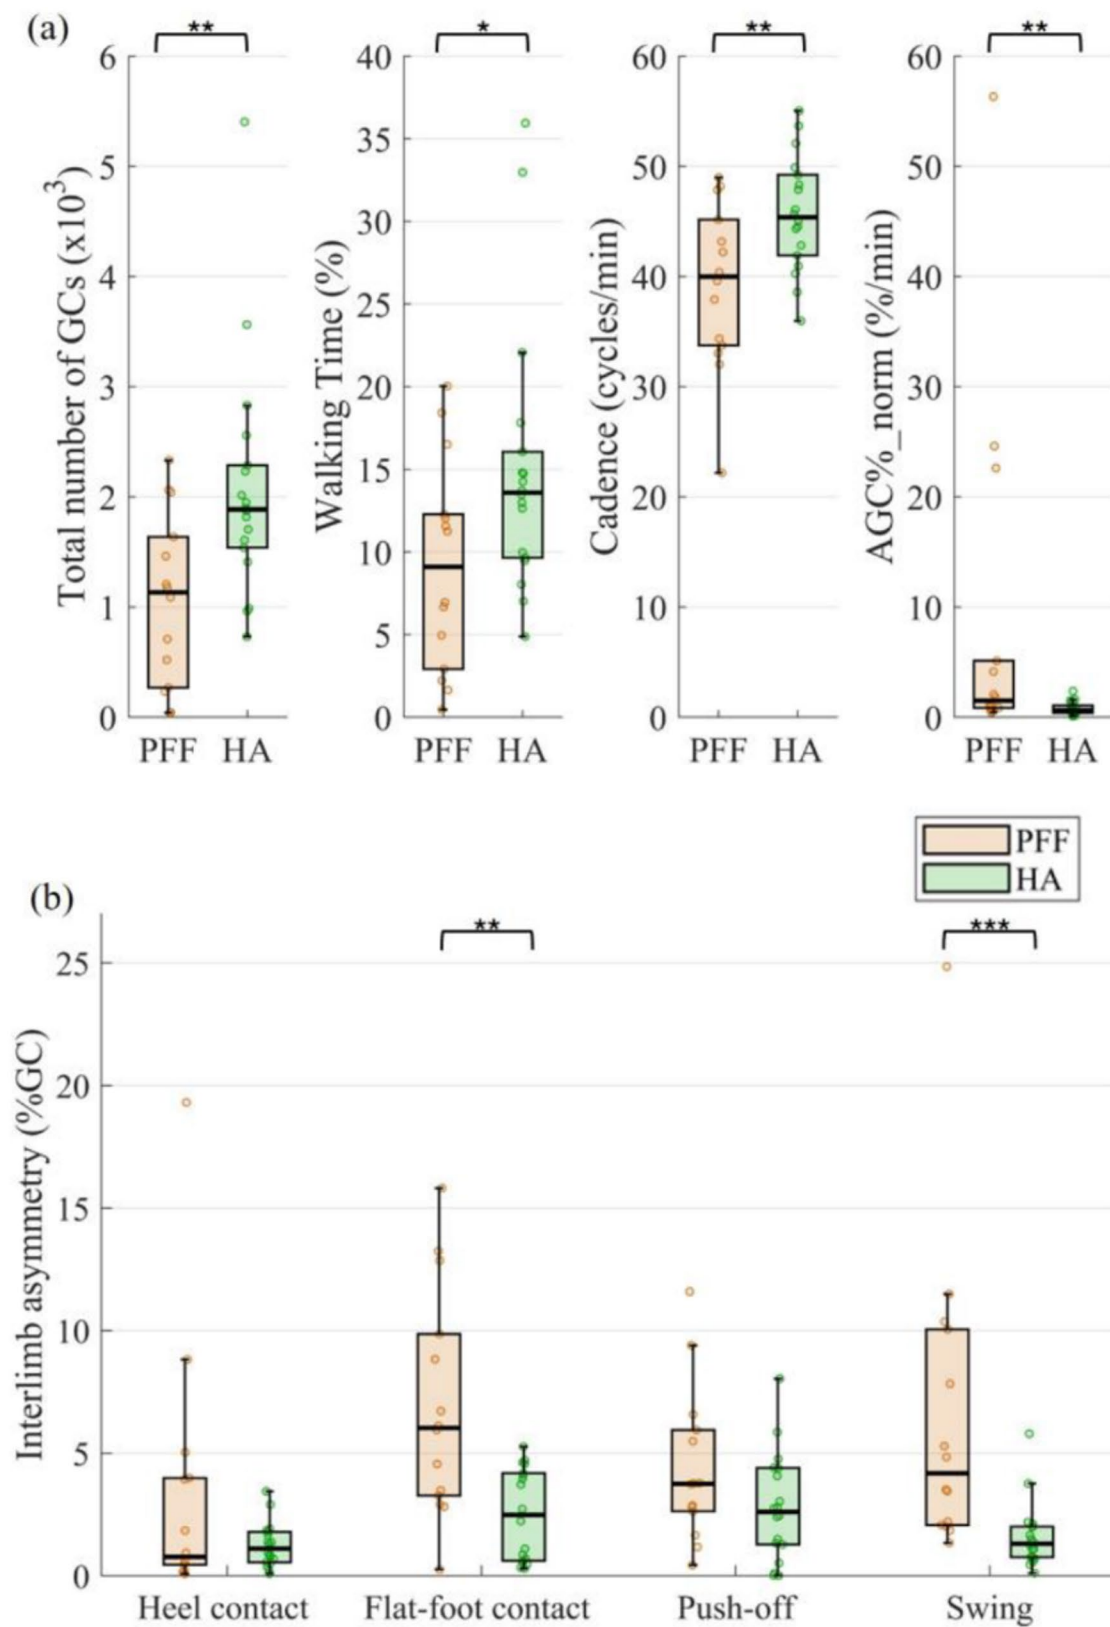 (a)
** * ** **
Total number of GCs (x10³)
6
5
4
3
2
1
0
PFF HA
Walking Time (%)
40
35
30
25
20
15
10
5
0
PFF HA
Cadence (cycles/min)
60
50
40
30
20
10
0
PFF HA
AGC%_norm (%/min)
60
50
40
30
20
10
0
PFF HA
PFF
HA
(b)
** ***
Interlimb asymmetry (%GC)
25
20
15
10
5
0
Heel contact Flat-foot contact Push-off Swing